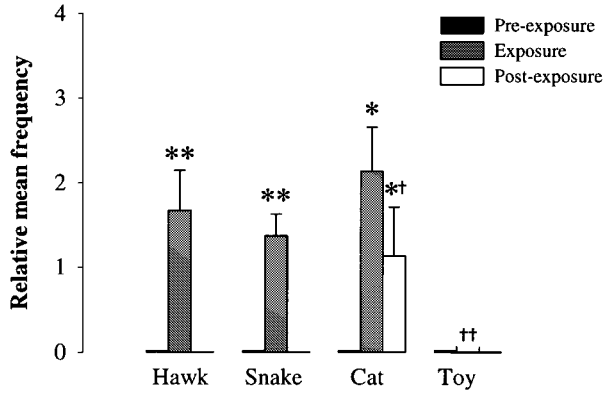 4
3
2
1
0
Relative mean frequency
Pre-exposure
Exposure
Post-exposure
**
**
*
*†
††
Hawk Snake Cat Toy